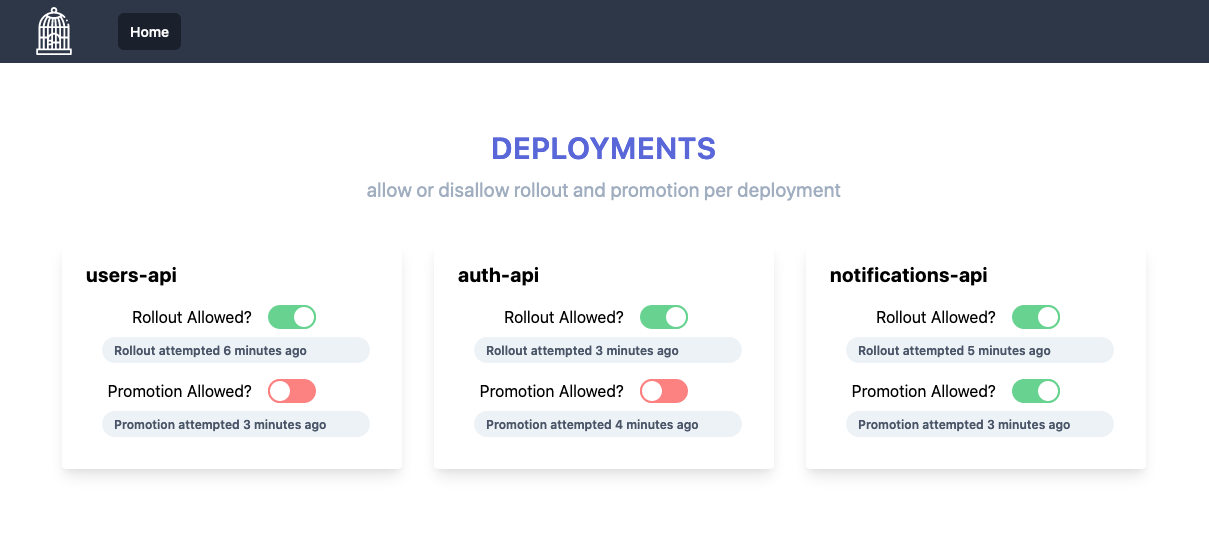 Home
DEPLOYMENTS
allow or disallow rollout and promotion per deployment
users-api
Rollout Allowed?
Rollout attempted 6 minutes ago
Promotion Allowed?
Promotion attempted 3 minutes ago
auth-api
Rollout Allowed?
Rollout attempted 3 minutes ago
Promotion Allowed?
Promotion attempted 4 minutes ago
notifications-api
Rollout Allowed?
Rollout attempted 5 minutes ago
Promotion Allowed?
Promotion attempted 3 minutes ago